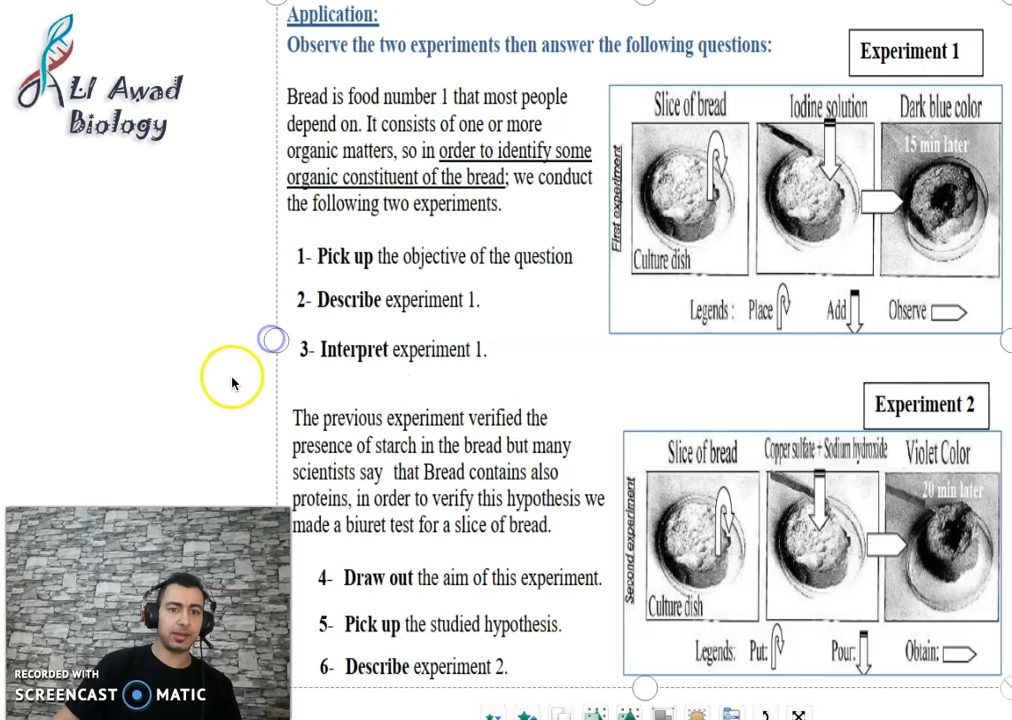 ALI Awad
Biology
Application:
Observe the two experiments then answer the following questions:
Experiment 1
Bread is food number 1 that most people
depend on. It consists of one or more
organic matters, so in order to identify some
organic constituent of the bread; we conduct
the following two experiments.
1- Pick up the objective of the question
2- Describe experiment 1.
3- Interpret experiment 1.
First experiment
Slice of bread
Iodine solution
Dark blue color
15 min later
Culture dish
Legends : Place Add Observe
The previous experiment verified the
presence of starch in the bread but many
scientists say that Bread contains also
proteins, in order to verify this hypothesis we
made a biuret test for a slice of bread.
4- Draw out the aim of this experiment.
5- Pick up the studied hypothesis.
6- Describe experiment 2.
Experiment 2
Second experiment
Slice of bread
Copper sulfate + Sodium hydroxide
Violet Color
20 min later
Culture dish
Legends: Put: Pour: Obtain:
RECORDED WITH
SCREENCAST MATIC